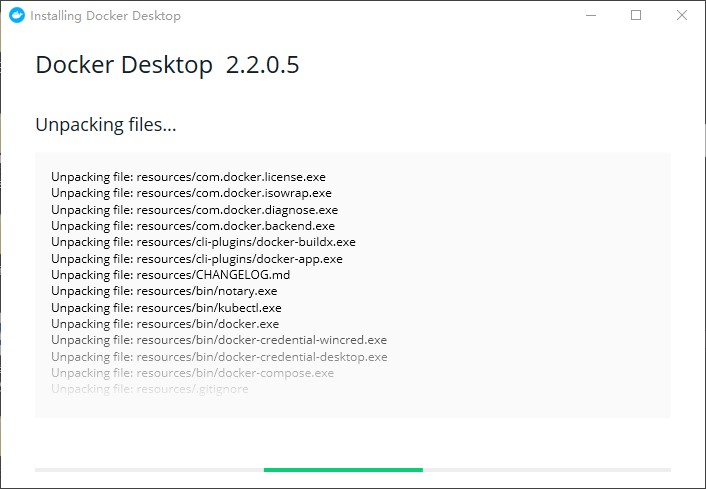 Installing Docker Desktop
Docker Desktop 2.2.0.5
Unpacking files...
Unpacking file: resources/com.docker.license.exe
Unpacking file: resources/com.docker.isowrap.exe
Unpacking file: resources/com.docker.diagnose.exe
Unpacking file: resources/com.docker.backend.exe
Unpacking file: resources/cli-plugins/docker-buildx.exe
Unpacking file: resources/cli-plugins/docker-app.exe
Unpacking file: resources/CHANGELOG.md
Unpacking file: resources/bin/notary.exe
Unpacking file: resources/bin/kubectl.exe
Unpacking file: resources/bin/docker.exe
Unpacking file: resources/bin/docker-credential-wincred.exe
Unpacking file: resources/bin/docker-credential-desktop.exe
Unpacking file: resources/bin/docker-compose.exe
Unpacking file: resources/.gitignore